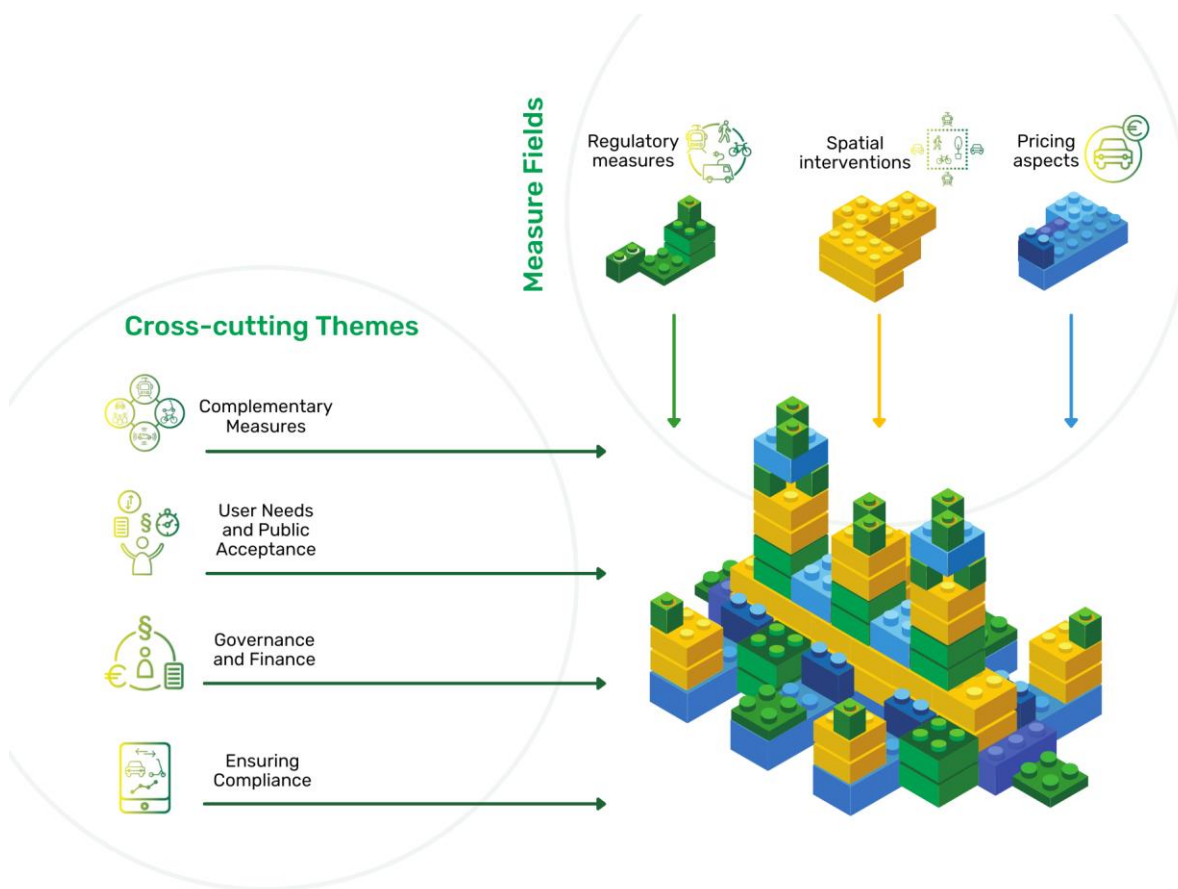 Measure Fields
Regulatory
measures
Spatial
interventions
Pricing
aspects
Cross-cutting Themes
Complementary
Measures
User Needs
and Public
Acceptance
Governance
and Finance
Ensuring
Compliance